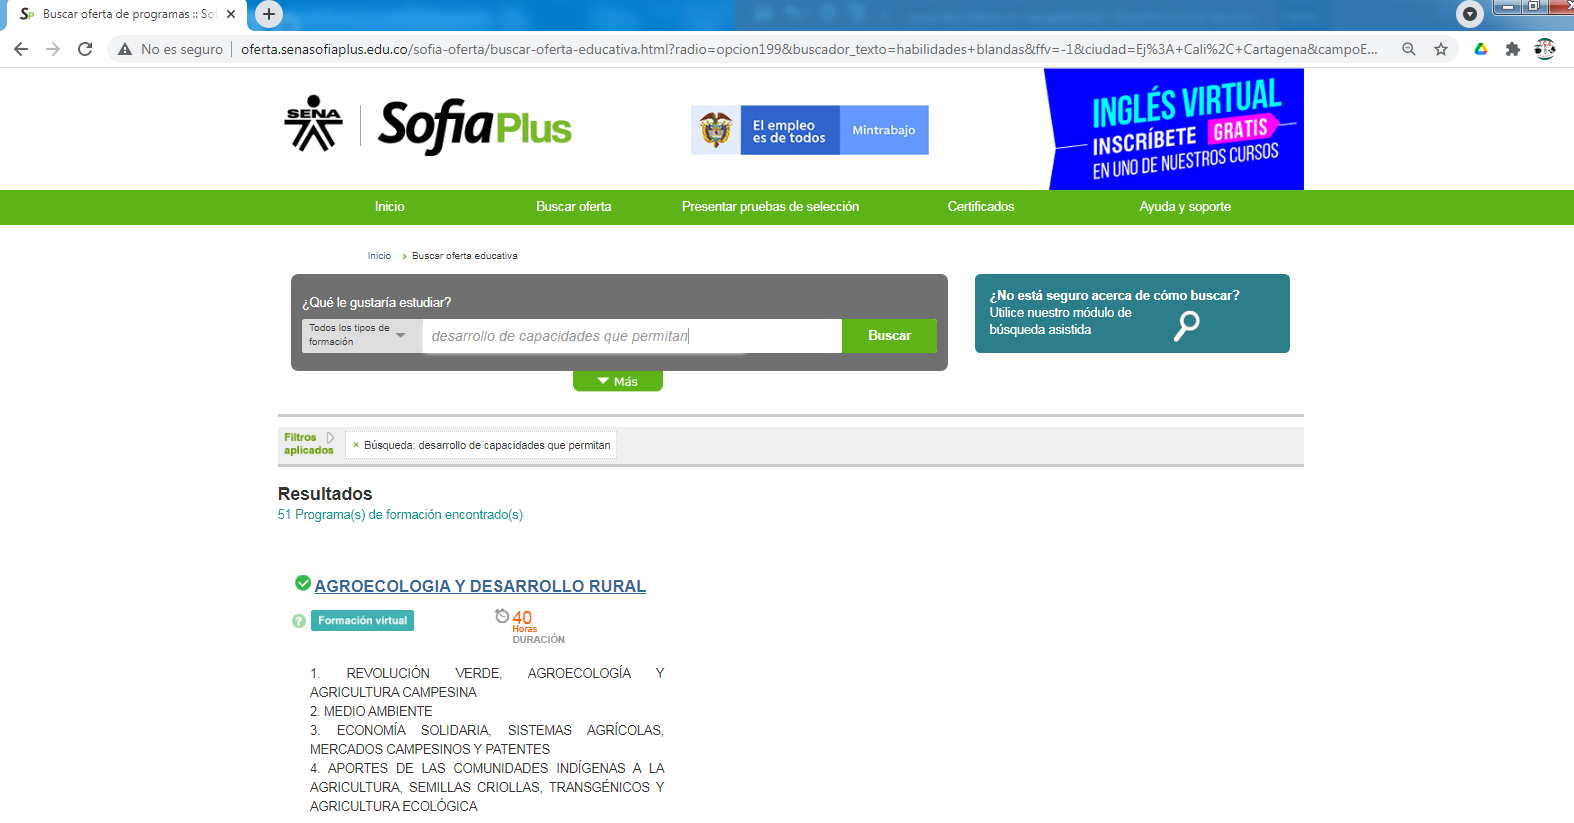 Buscar oferta de programas :: Sof
No es seguro | oferta.senasofiaplus.edu.co/sofia-oferta/buscar-oferta-educativa.html?radio=opcion199&buscador_texto=habilidades+blandas&ffv=-1&ciudad=Ej%3A+Cali%2C+Cartagena&campoE...
SENA
Sofia Plus
El empleo
es de todos
Mintrabajo
INGLÉS VIRTUAL
INSCRÍBETE GRATIS
EN UNO DE NUESTROS CURSOS
Inicio Buscar oferta Presentar pruebas de selección Certificados Ayuda y soporte
Inicio Buscar oferta educativa
¿Qué le gustaría estudiar?
Todos los tipos de
formación
desarrollo de capacidades que permitan
Buscar
Más
¿No está seguro acerca de cómo buscar?
Utilice nuestro módulo de
búsqueda asistida
Filtros
aplicados
× Búsqueda: desarrollo de capacidades que permitan
Resultados
51 Programa(s) de formación encontrado(s)
AGROECOLOGIA Y DESARROLLO RURAL
? Formación virtual
40
Horas
DURACIÓN
1. REVOLUCIÓN VERDE, AGROECOLOGÍA Y
AGRICULTURA CAMPESINA
2. MEDIO AMBIENTE
3. ECONOMÍA SOLIDARIA, SISTEMAS AGRÍCOLAS,
MERCADOS CAMPESINOS Y PATENTES
4. APORTES DE LAS COMUNIDADES INDÍGENAS A LA
AGRICULTURA, SEMILLAS CRIOLLAS, TRANSGÉNICOS Y
AGRICULTURA ECOLÓGICA